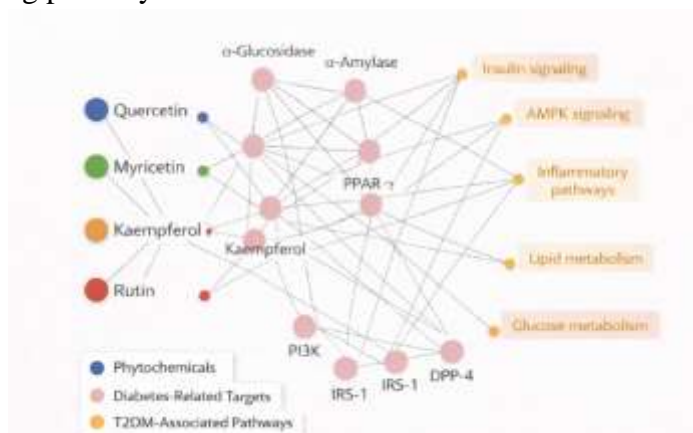 α-Glucosidase
α-Amylase
Insulin signaling
Quercetin
AMPK signaling
Myricetin
Inflammatory
pathways
PPAR-γ
Kaempferol
Kaempferol
Lipid metabolism
Rutin
Glucose metabolism
PI3K
IRS-1
IRS-1
DPP-4
Phytochemicals
Diabetes-Related Targets
T2DM-Associated Pathways